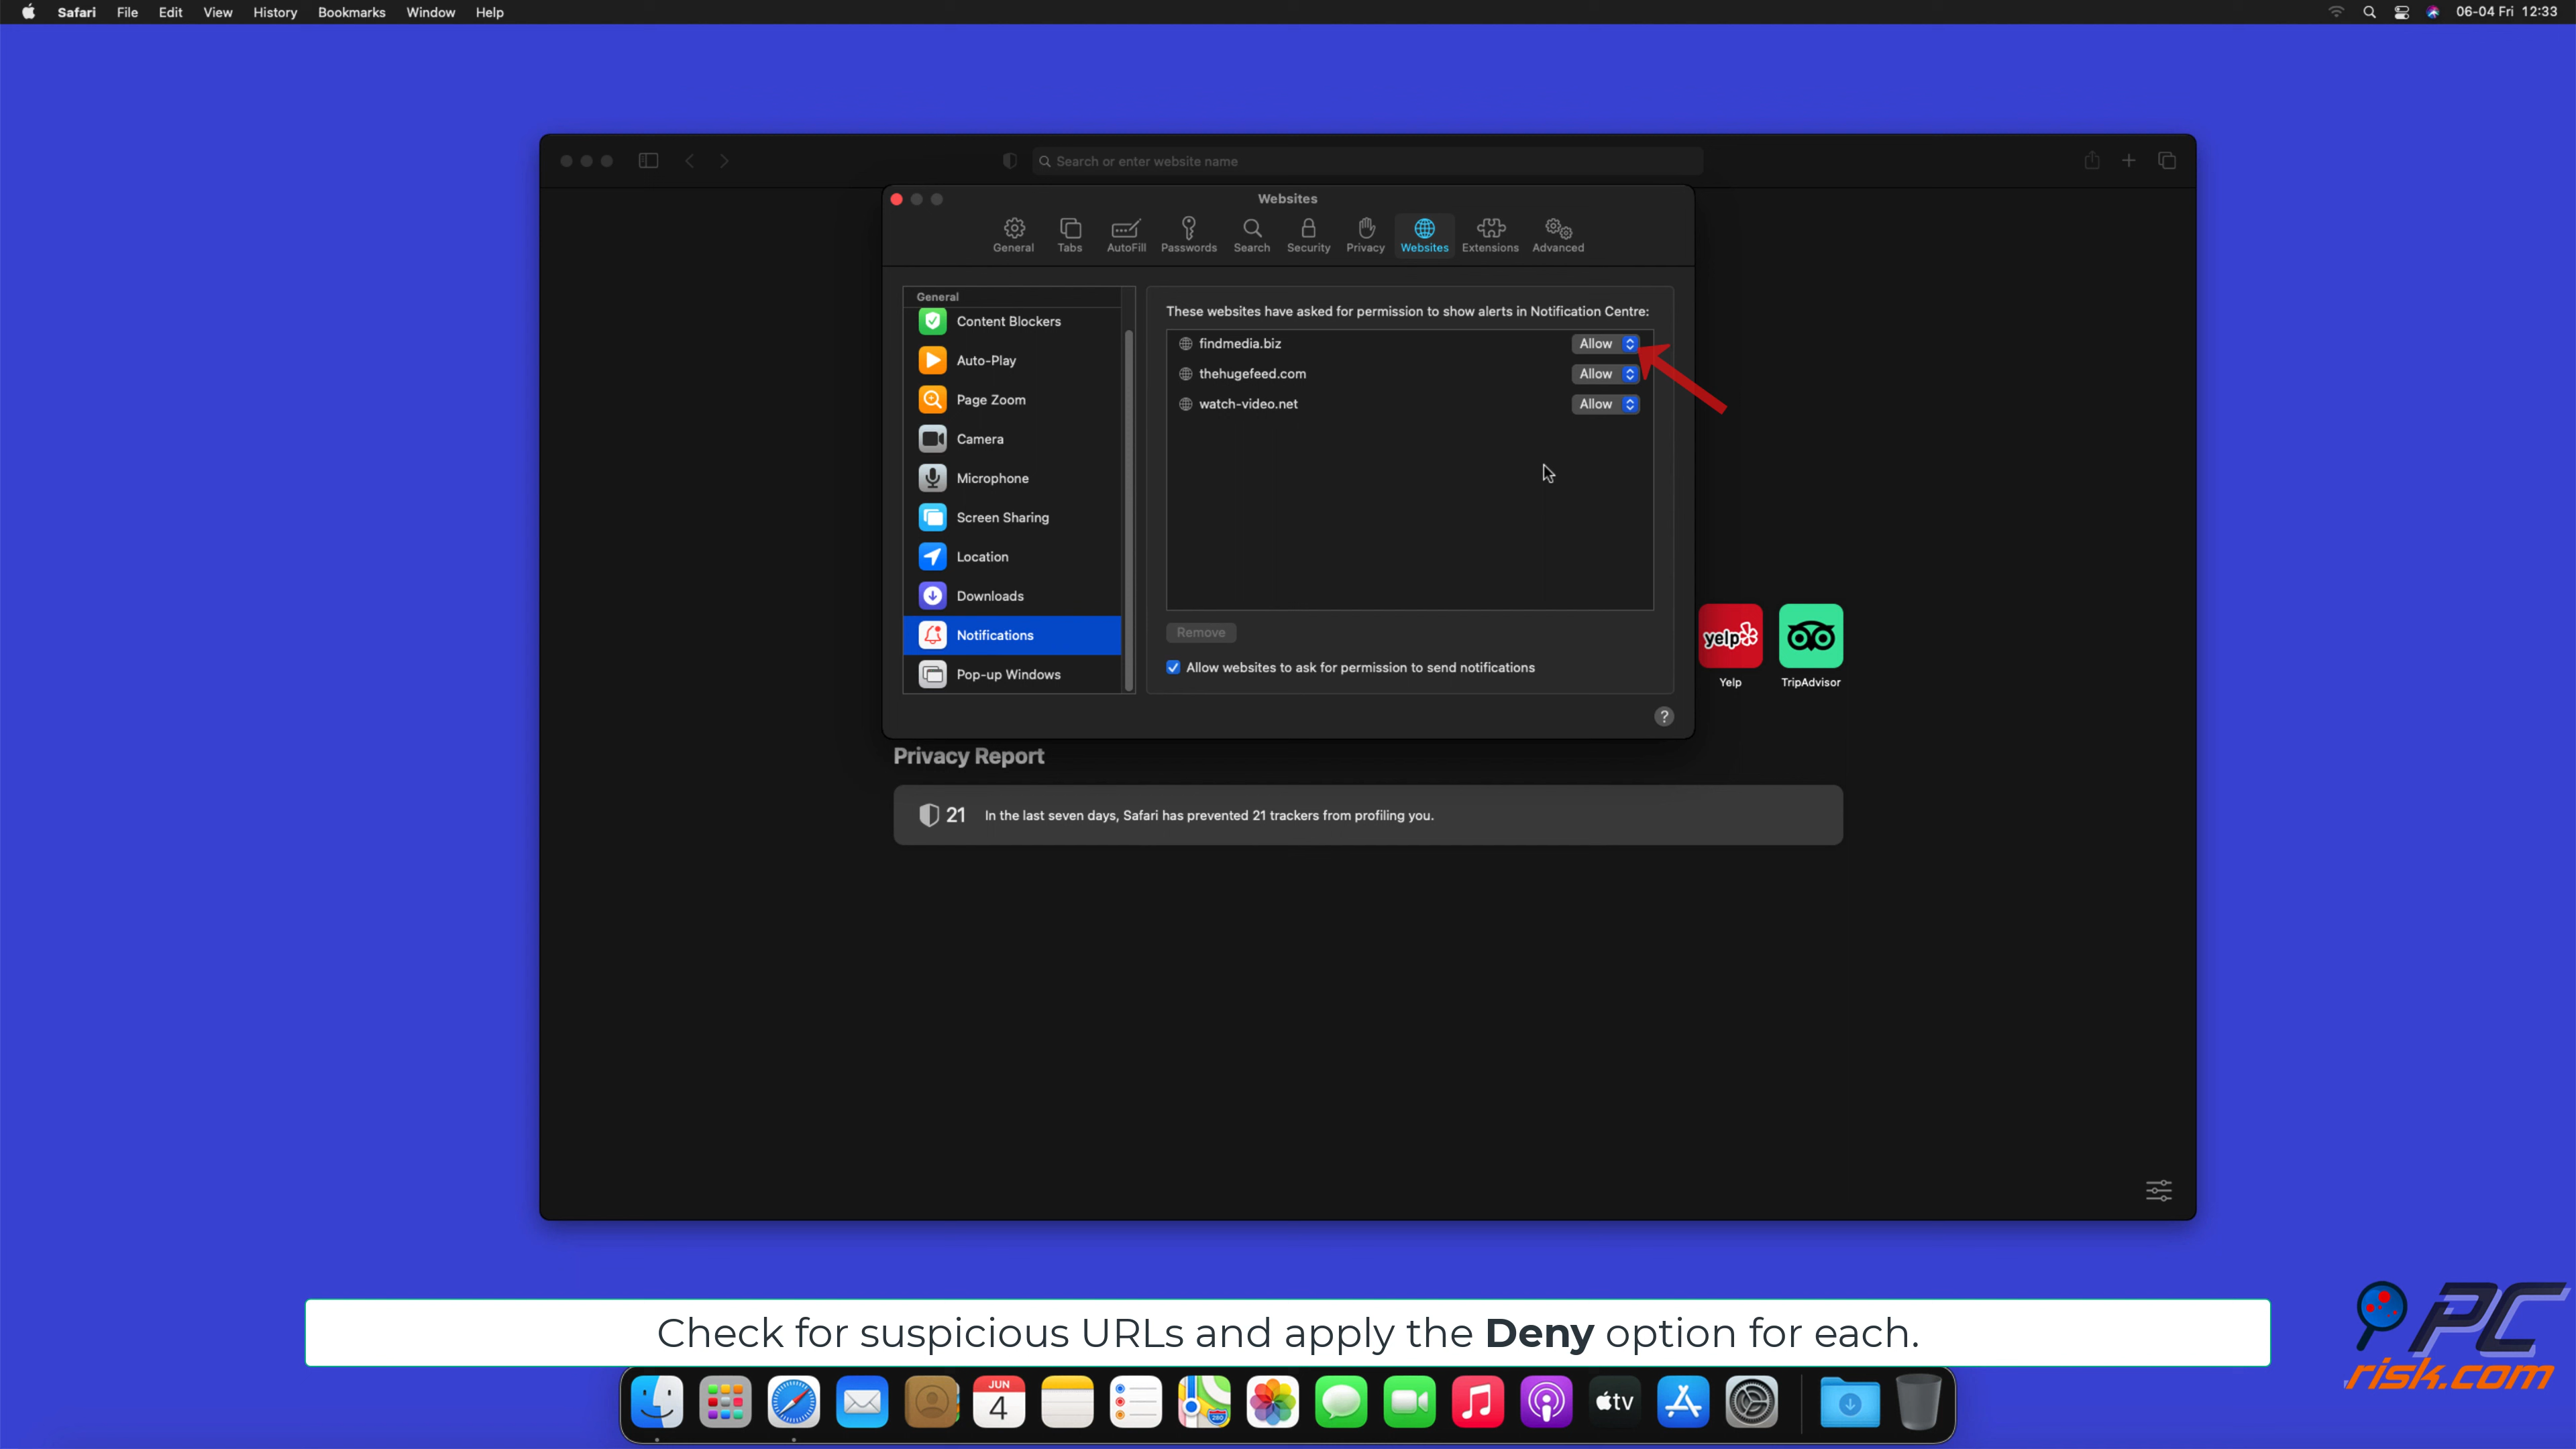 Safari File Edit View History Bookmarks Window Help 06-04 Fri 12:33
Search or enter website name
Websites
General Tabs AutoFill Passwords Search Security Privacy Websites Extensions Advanced
General
Content Blockers
Auto-Play
Page Zoom
Camera
Microphone
Screen Sharing
Location
Downloads
Notifications
Pop-up Windows
These websites have asked for permission to show alerts in Notification Centre:
findmedia.biz Allow
thehugefeed.com Allow
watch-video.net Allow
Remove
Allow websites to ask for permission to send notifications
?
yelp
Yelp TripAdvisor
Privacy Report
21 In the last seven days, Safari has prevented 21 trackers from profiling you.
Check for suspicious URLs and apply the Deny option for each.
PC
risk.com
JUN
4
280
tv